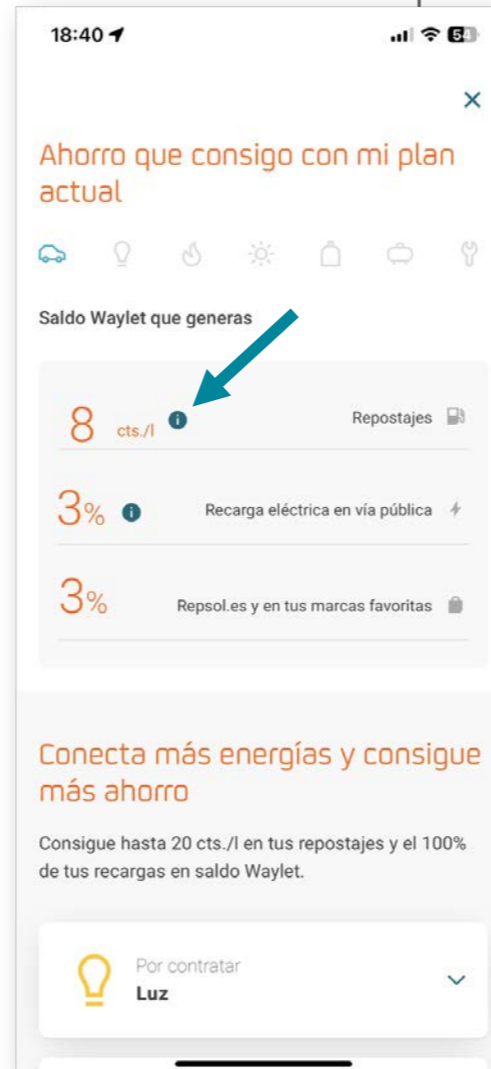 18:40
54
Ahorro que consigo con mi plan
actual
Saldo Waylet que generas
8 cts./l Repostajes
3% Recarga eléctrica en vía pública
3% Repsol.es y en tus marcas favoritas
Conecta más energías y consigue
más ahorro
Consigue hasta 20 cts./l en tus repostajes y el 100%
de tus recargas en saldo Waylet.
Por contratar
Luz